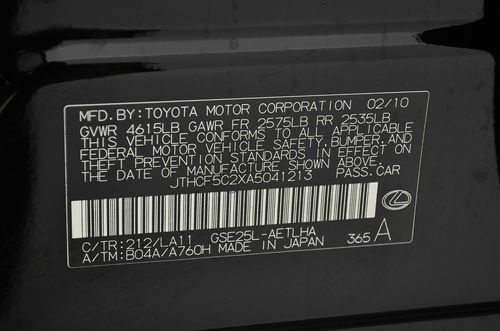 MFD. BY: TOYOTA MOTOR CORPORATION 02/10
GVWR 4615LB GAWR FR 2575LB RR 2535LB
THIS VEHICLE CONFORMS TO ALL APPLICABLE
FEDERAL MOTOR VEHICLE SAFETY, BUMPER, AND
THEFT PREVENTION STANDARDS IN EFFECT ON
THE DATE OF MANUFACTURE SHOWN ABOVE.
JTHCF5C2XA5041213 PASS. CAR
C/TR: 212/LA11 GSE25L-AETLHA
A/TM: B04A/A760H MADE IN JAPAN 365 A